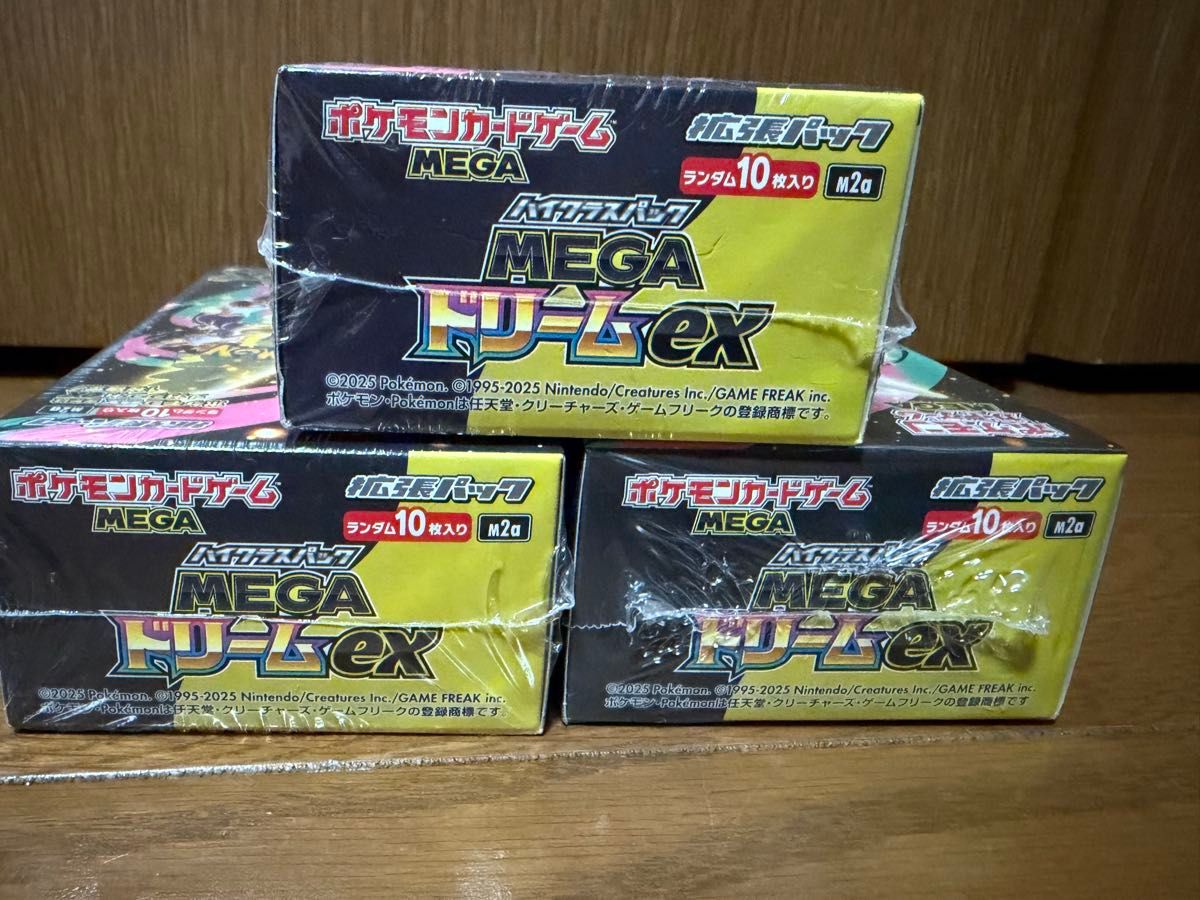 ポケモンカードゲーム
MEGA
拡張パック
ランダム10枚入り M2a
ハイクラスパック
MEGA
ドリームex
©2025 Pokémon. ©1995-2025 Nintendo/Creatures Inc./GAME FREAK inc.
ポケモン・Pokémonは任天堂・クリーチャーズ・ゲームフリークの登録商標です。
ランダム10枚入り M2a
ポケモンカードゲーム
MEGA
拡張パック
ランダム10枚入り M2a
ハイクラスパック
MEGA
ドリームex
©2025 Pokémon. ©1995-2025 Nintendo/Creatures Inc./GAME FREAK inc.
ポケモン・Pokémonは任天堂・クリーチャーズ・ゲームフリークの登録商標です。
ポケモンカードゲーム
MEGA
拡張パック
ランダム10枚入り M2a
ハイクラスパック
MEGA
ドリームex
©2025 Pokémon. ©1995-2025 Nintendo/Creatures Inc./GAME FREAK inc.
ポケモン・Pokémonは任天堂・クリーチャーズ・ゲームフリークの登録商標です。